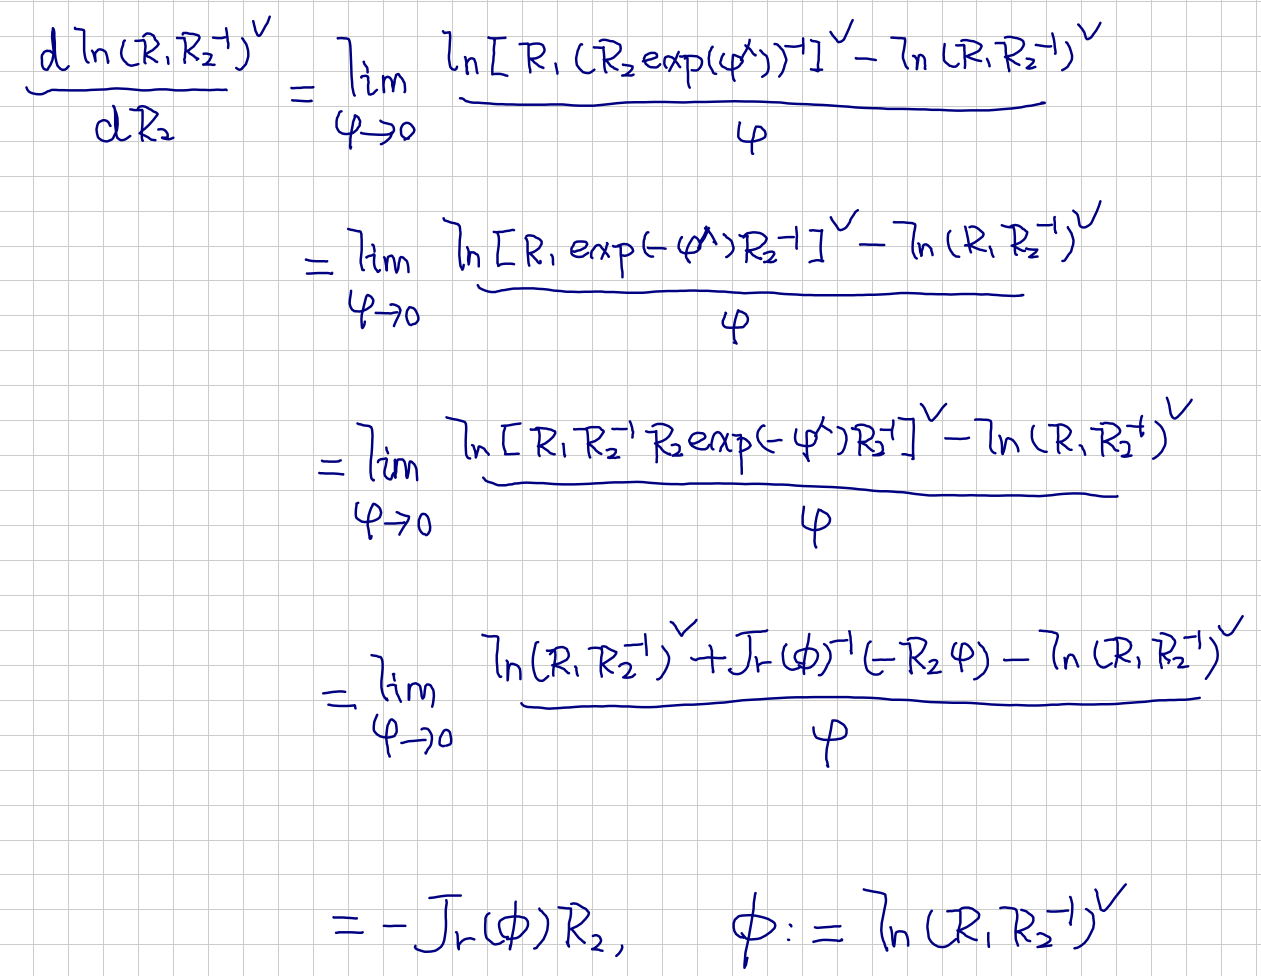 $\frac{d \ln(R_1 R_2^{-1})^\vee}{d R_2} = \lim_{\varphi \to 0} \frac{\ln[R_1 (R_2 \exp(\varphi^\wedge))^{-1}]^\vee - \ln(R_1 R_2^{-1})^\vee}{\varphi}$
$= \lim_{\varphi \to 0} \frac{\ln[R_1 \exp(-\varphi^\wedge) R_2^{-1}]^\vee - \ln(R_1 R_2^{-1})^\vee}{\varphi}$
$= \lim_{\varphi \to 0} \frac{\ln[R_1 R_2^{-1} R_2 \exp(-\varphi^\wedge) R_2^{-1}]^\vee - \ln(R_1 R_2^{-1})^\vee}{\varphi}$
$= \lim_{\varphi \to 0} \frac{\ln(R_1 R_2^{-1})^\vee + J_r(\phi)^{-1}(-R_2 \varphi) - \ln(R_1 R_2^{-1})^\vee}{\varphi}$
$= -J_r(\phi) R_2, \quad \phi := \ln(R_1 R_2^{-1})^\vee$